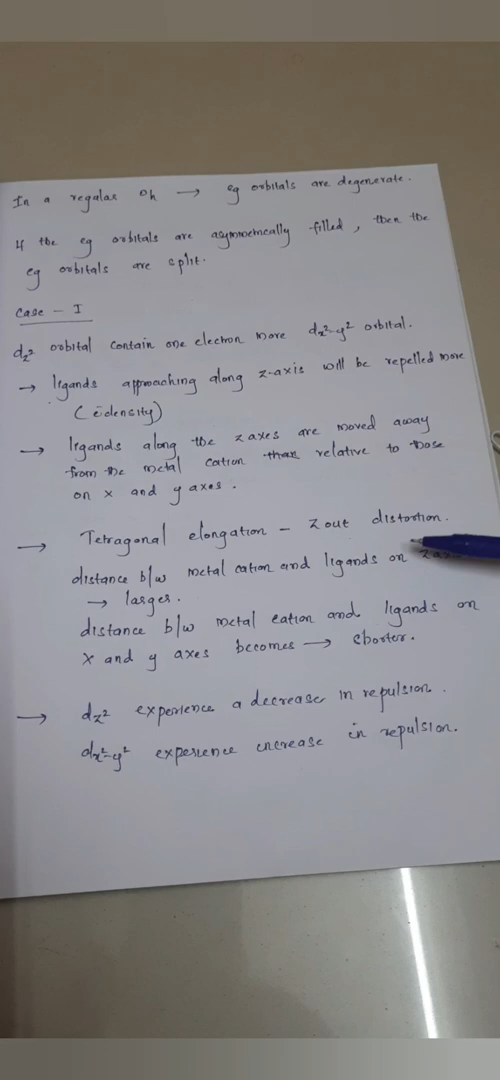 In a regular Oh → eg orbitals are degenerate.
If the eg orbitals are asymmetrically filled, then the
eg orbitals are split.
Case - I
dz² orbital contain one electron more dx²-y² orbital.
→ ligands approaching along z-axis will be repelled more
(ēdensity)
→ ligands along the z axes are moved away
from the metal cation than relative to those
on x and y axes.
→ Tetragonal elongation - z out distortion.
distance b/w metal cation and ligands on z
→ larger.
distance b/w metal cation and ligands on
x and y axes becomes → shorter.
→ dz² experience a decrease in repulsion.
dx²-y² experience increase in repulsion.